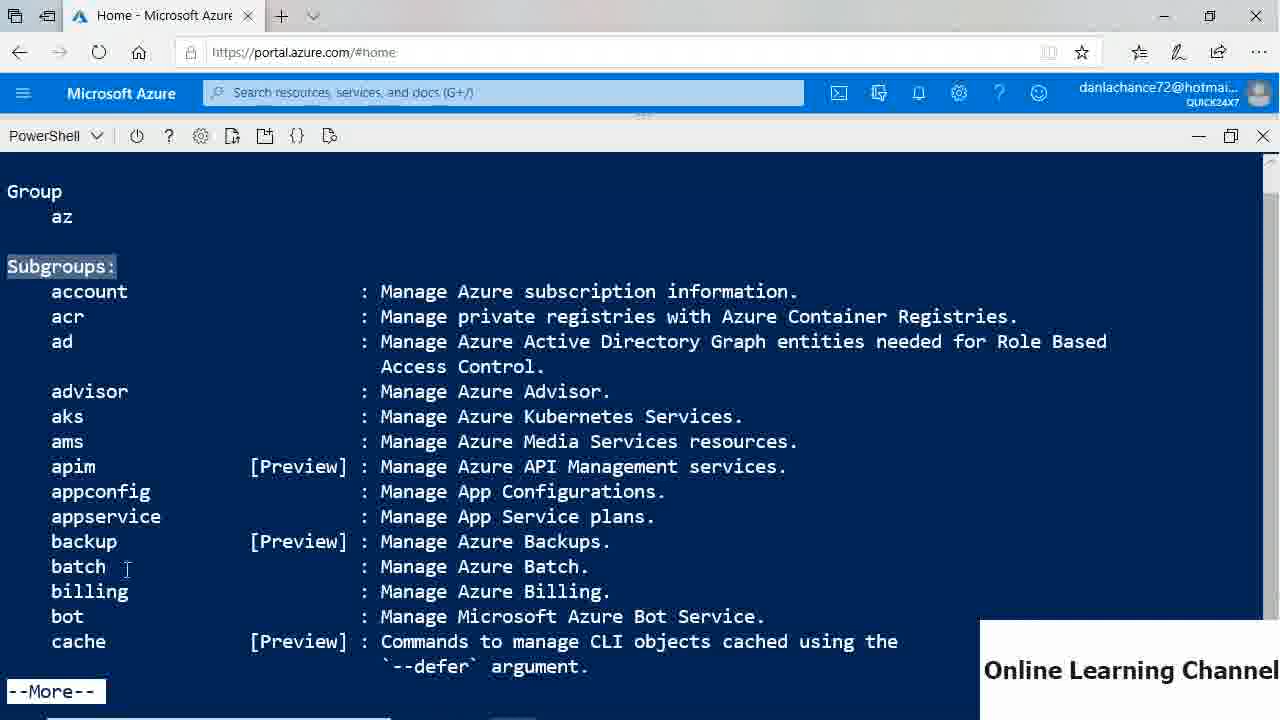 Home - Microsoft Azure
https://portal.azure.com/#home
Microsoft Azure
Search resources, services, and docs (G+/)
danlachance72@hotmai...
QUICK24X7
PowerShell
Group
az
Subgroups:
account : Manage Azure subscription information.
acr : Manage private registries with Azure Container Registries.
ad : Manage Azure Active Directory Graph entities needed for Role Based
Access Control.
advisor : Manage Azure Advisor.
aks : Manage Azure Kubernetes Services.
ams : Manage Azure Media Services resources.
apim [Preview] : Manage Azure API Management services.
appconfig : Manage App Configurations.
appservice : Manage App Service plans.
backup [Preview] : Manage Azure Backups.
batch : Manage Azure Batch.
billing : Manage Azure Billing.
bot : Manage Microsoft Azure Bot Service.
cache [Preview] : Commands to manage CLI objects cached using the
`--defer` argument.
--More--
Online Learning Channel